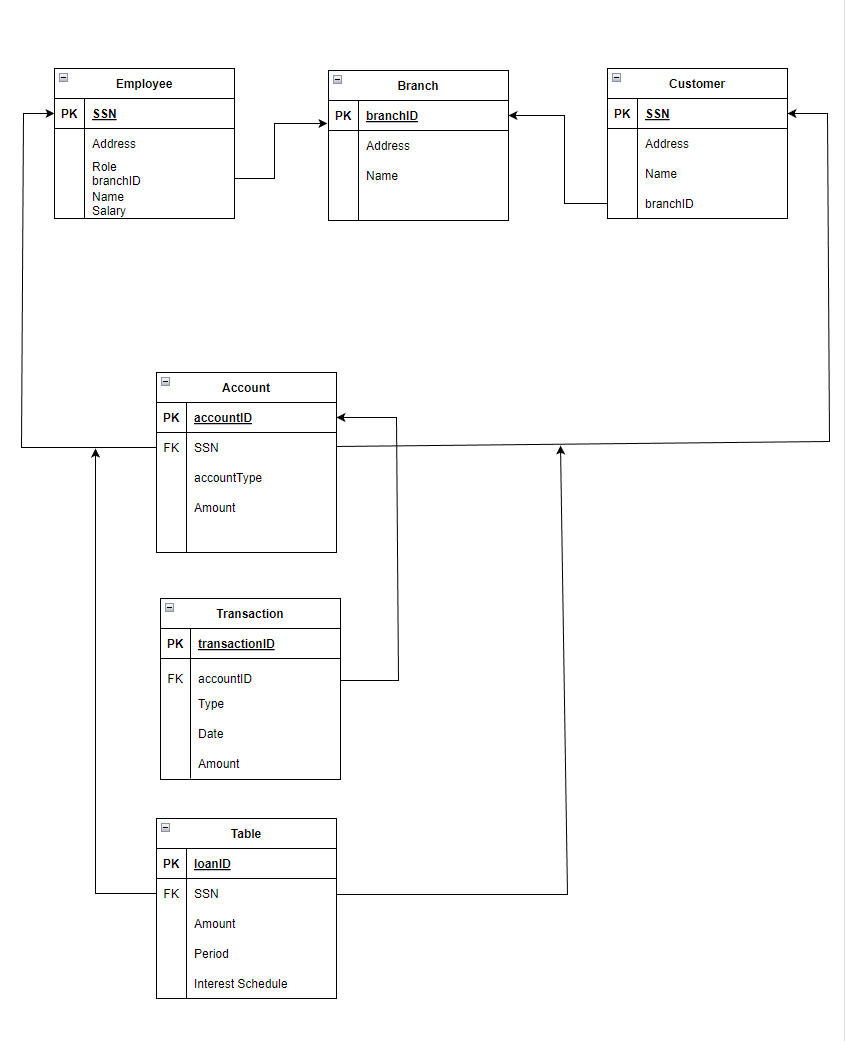 Employee
PK SSN
Address
Role
branchID
Name
Salary
Branch
PK branchID
Address
Name
Customer
PK SSN
Address
Name
branchID
Account
PK accountID
FK SSN
accountType
Amount
Transaction
PK transactionID
FK accountID
Type
Date
Amount
Table
PK loanID
FK SSN
Amount
Period
Interest Schedule